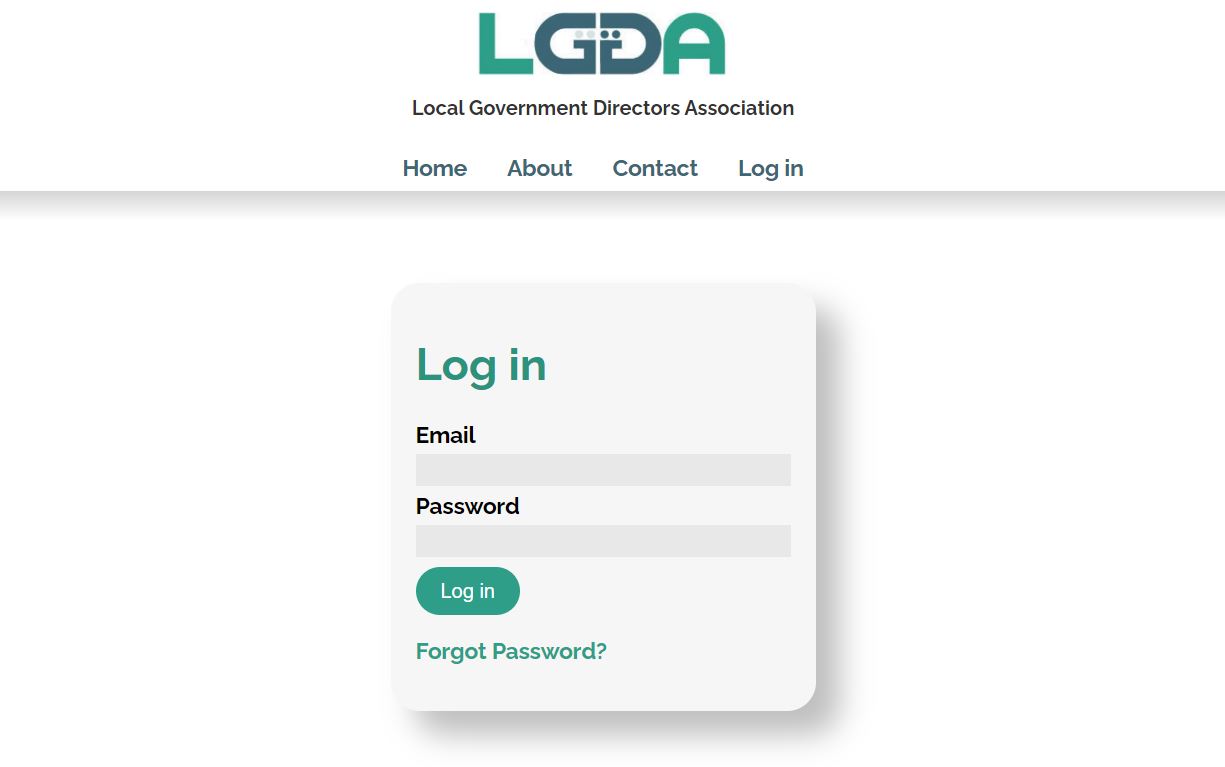 LGDA
Local Government Directors Association
Home About Contact Log in
Log in
Email
Password
Log in
Forgot Password?